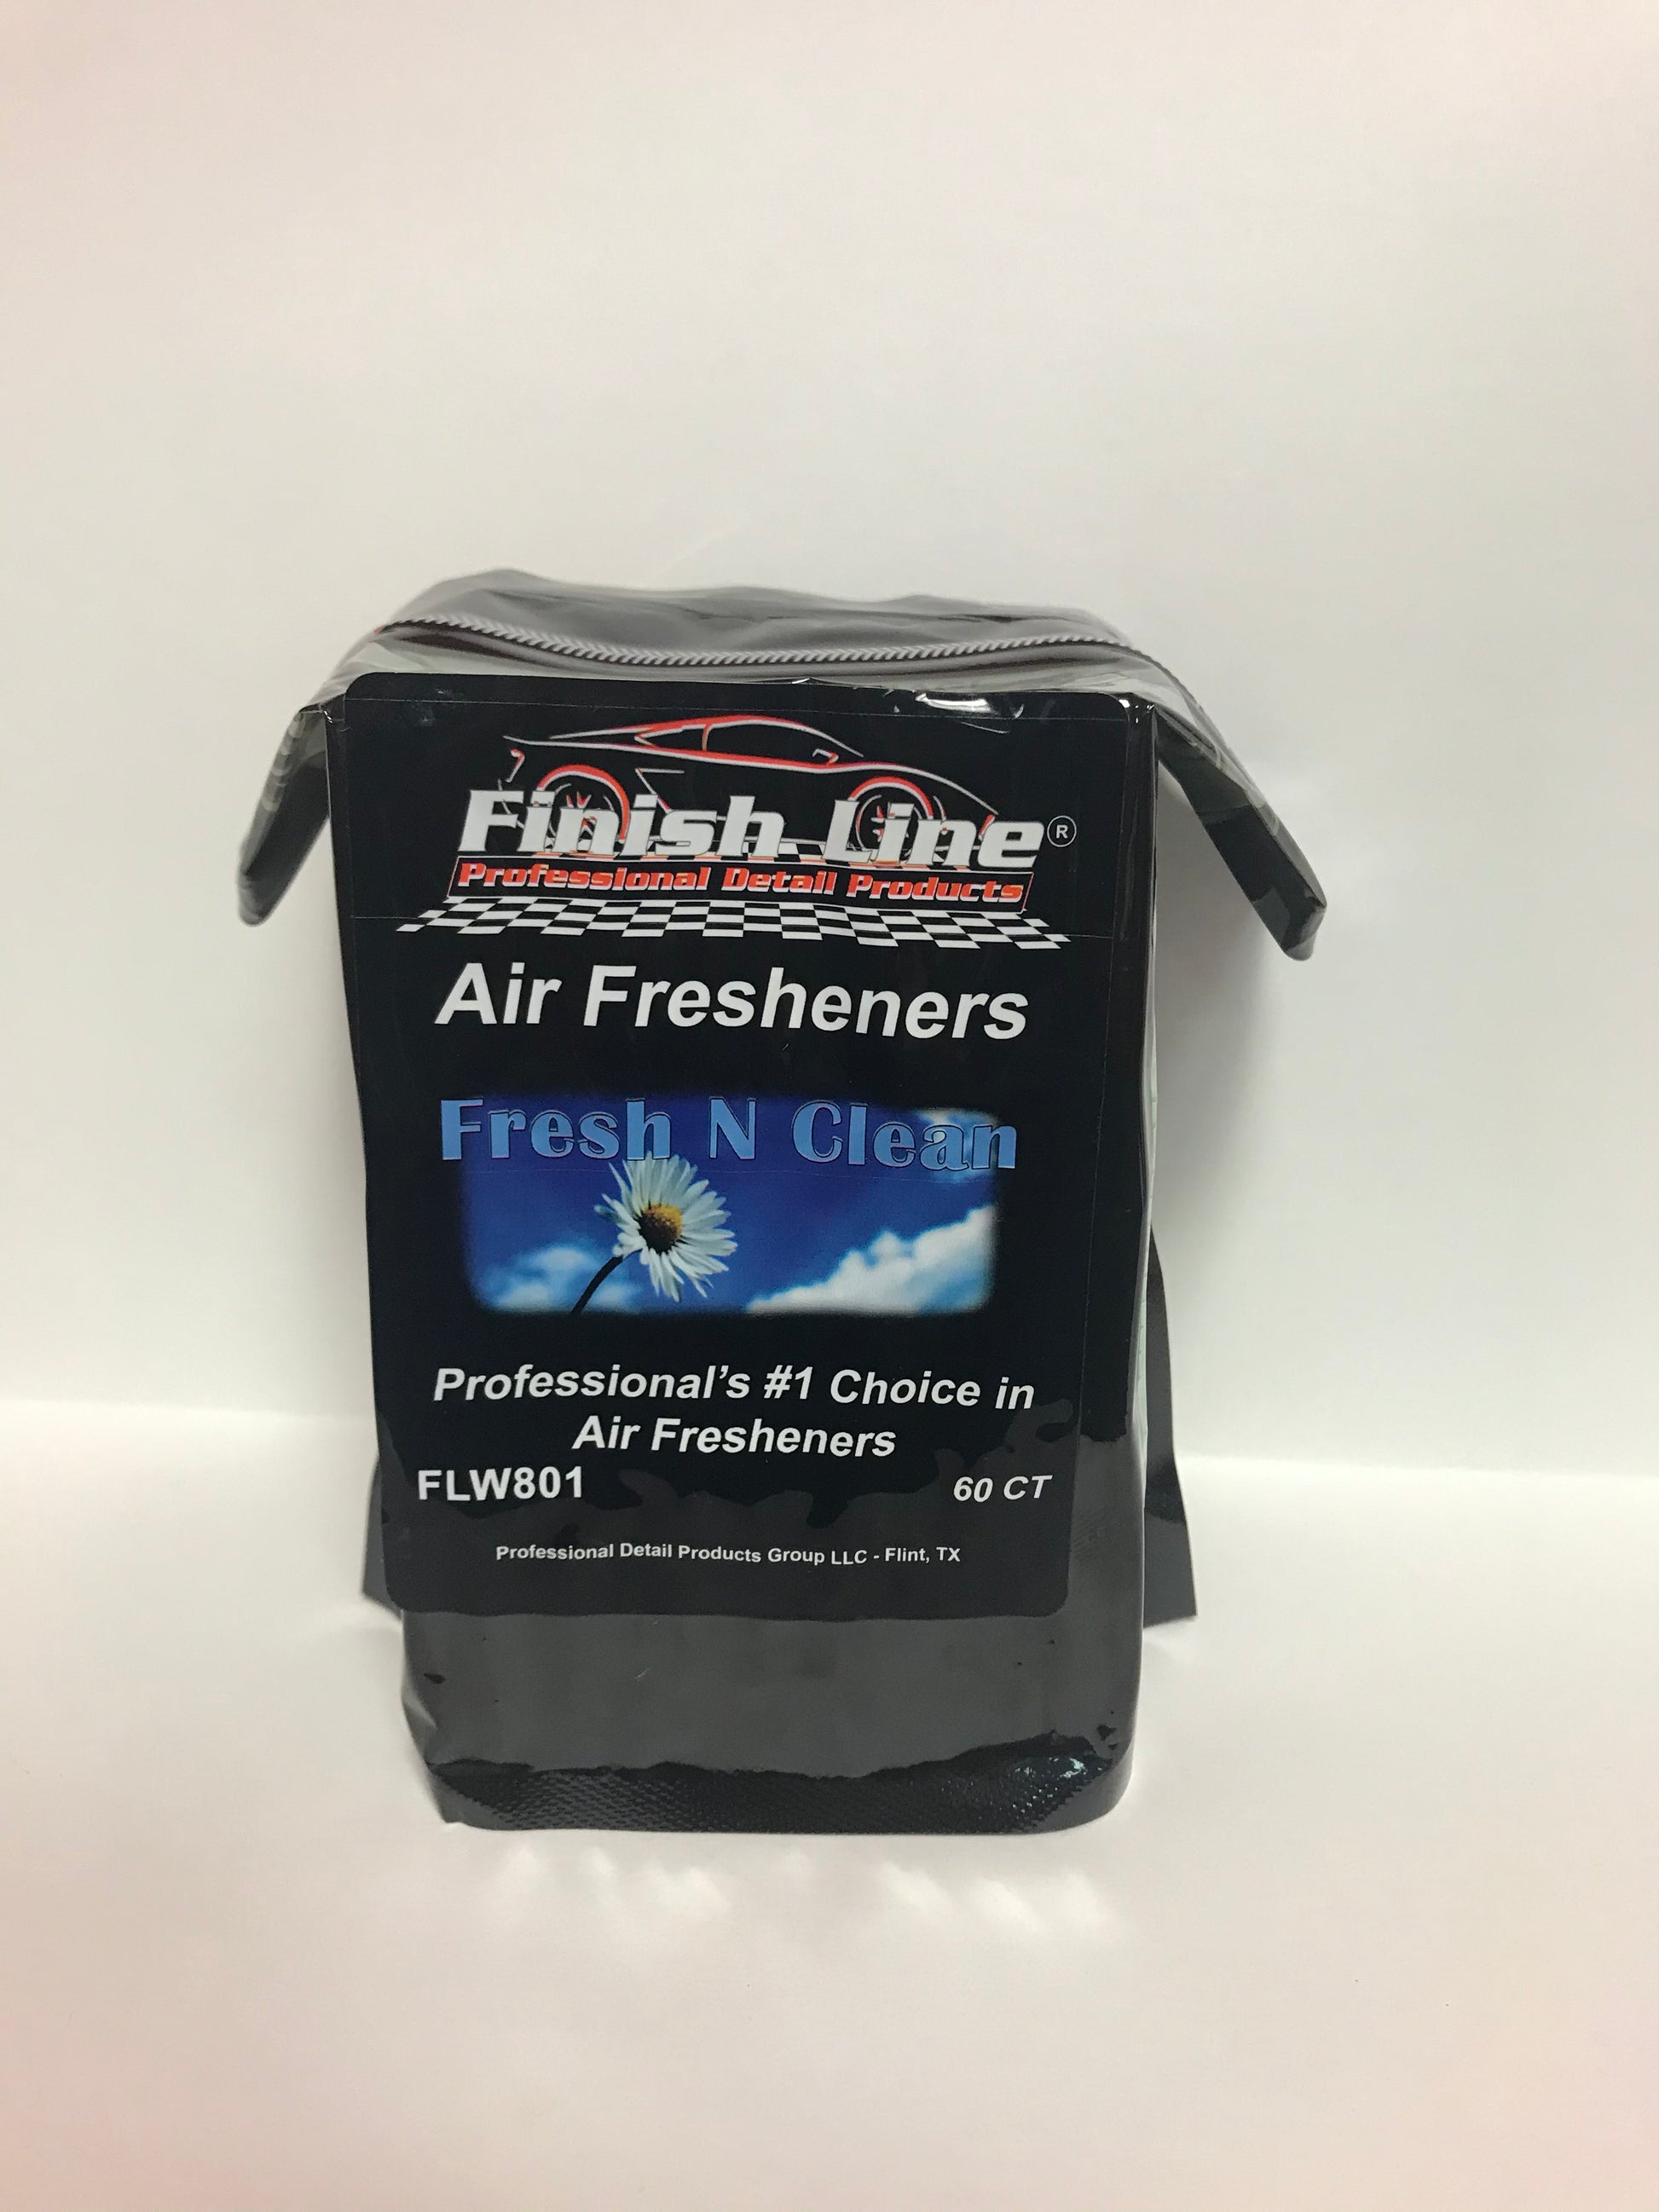 Finish Line®
Professional Detail Products
Air Fresheners
Fresh N Clean
Professional's #1 Choice in
Air Fresheners
FLW801 60 CT
Professional Detail Products Group LLC - Flint, TX